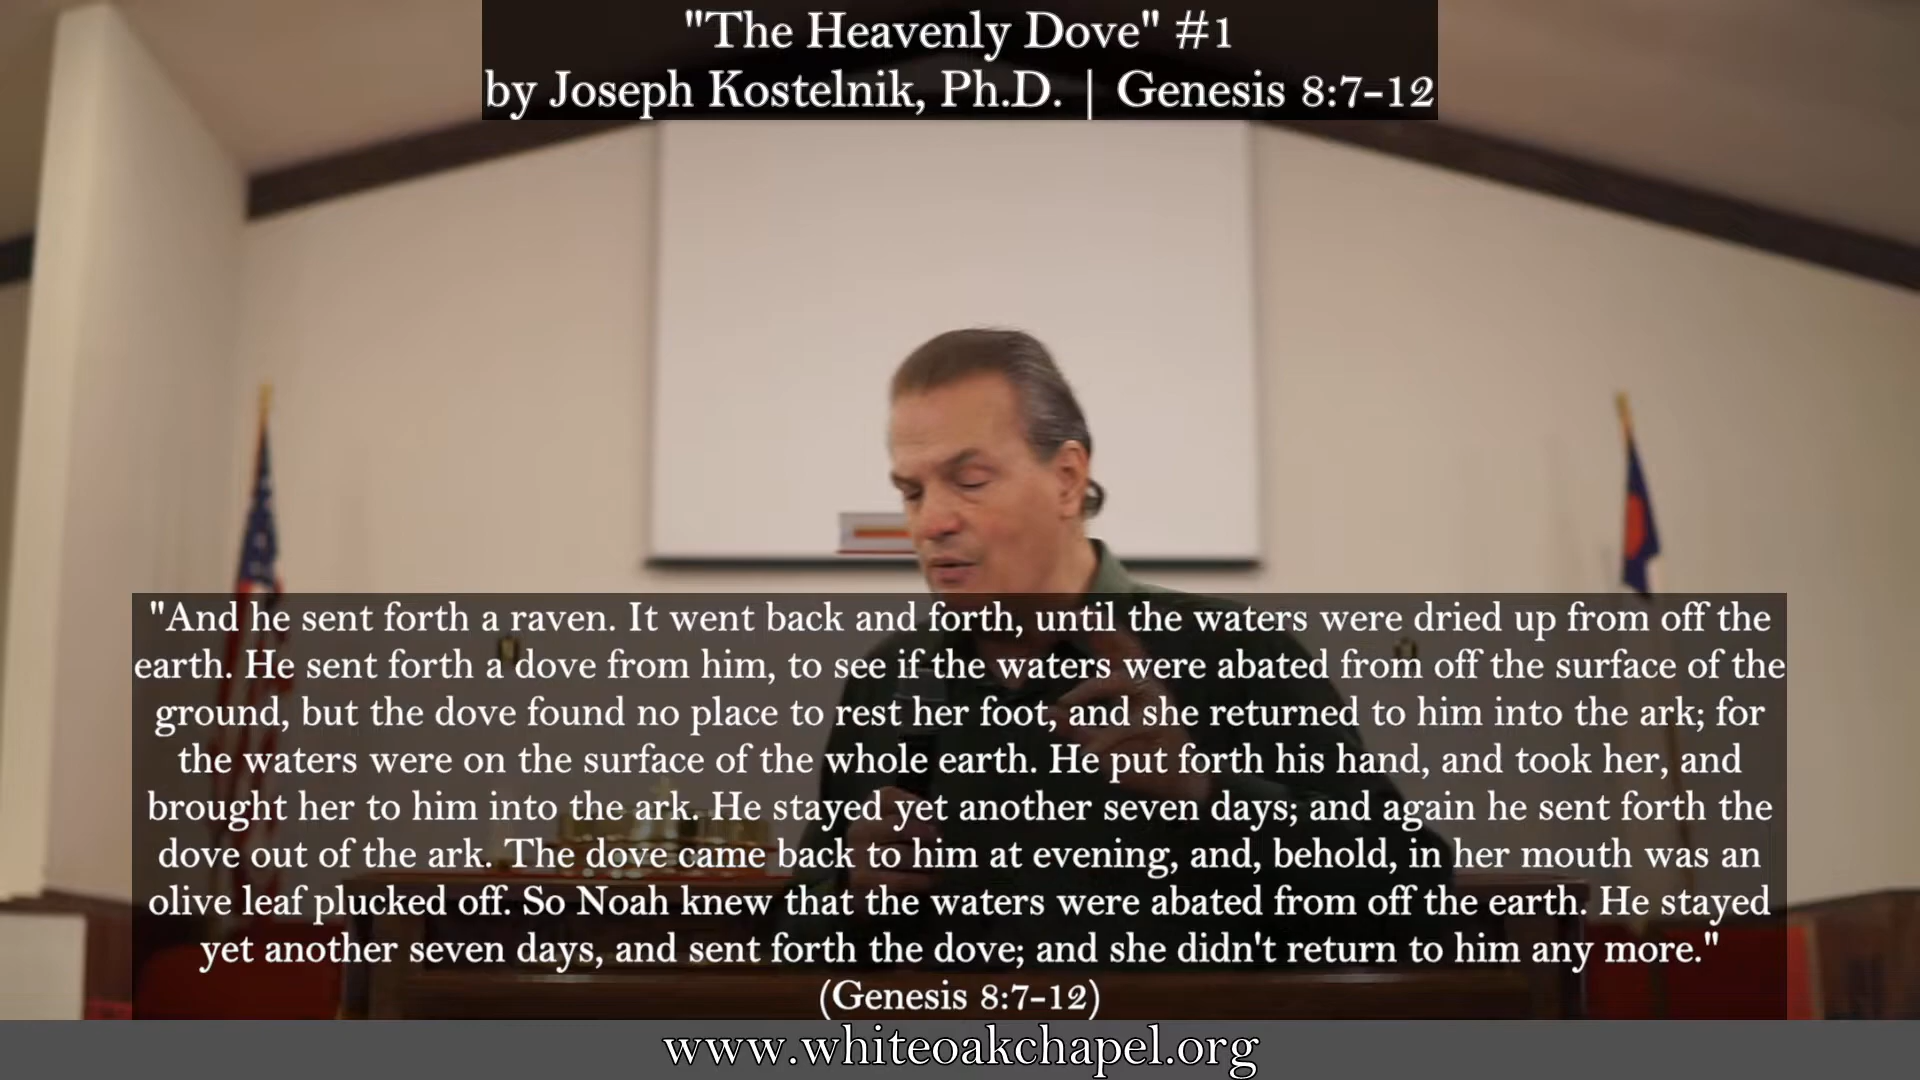 "The Heavenly Dove" #1
by Joseph Kostelnik, Ph.D. | Genesis 8:7-12
"And he sent forth a raven. It went back and forth, until the waters were dried up from off the
earth. He sent forth a dove from him, to see if the waters were abated from off the surface of the
ground, but the dove found no place to rest her foot, and she returned to him into the ark; for
the waters were on the surface of the whole earth. He put forth his hand, and took her, and
brought her to him into the ark. He stayed yet another seven days; and again he sent forth the
dove out of the ark. The dove came back to him at evening, and, behold, in her mouth was an
olive leaf plucked off. So Noah knew that the waters were abated from off the earth. He stayed
yet another seven days, and sent forth the dove; and she didn't return to him any more."
(Genesis 8:7-12)
www.whiteoakchapel.org